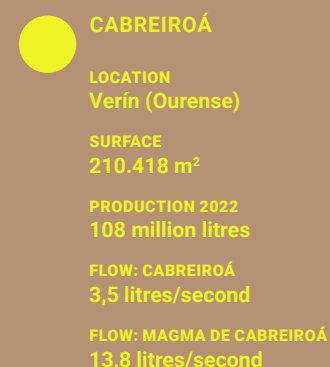 CABREIROÁ
LOCATION
Verín (Ourense)
SURFACE
210.418 m²
PRODUCTION 2022
108 million litres
FLOW: CABREIROÁ
3,5 litres/second
FLOW: MAGMA DE CABREIROÁ
13,8 litres/second